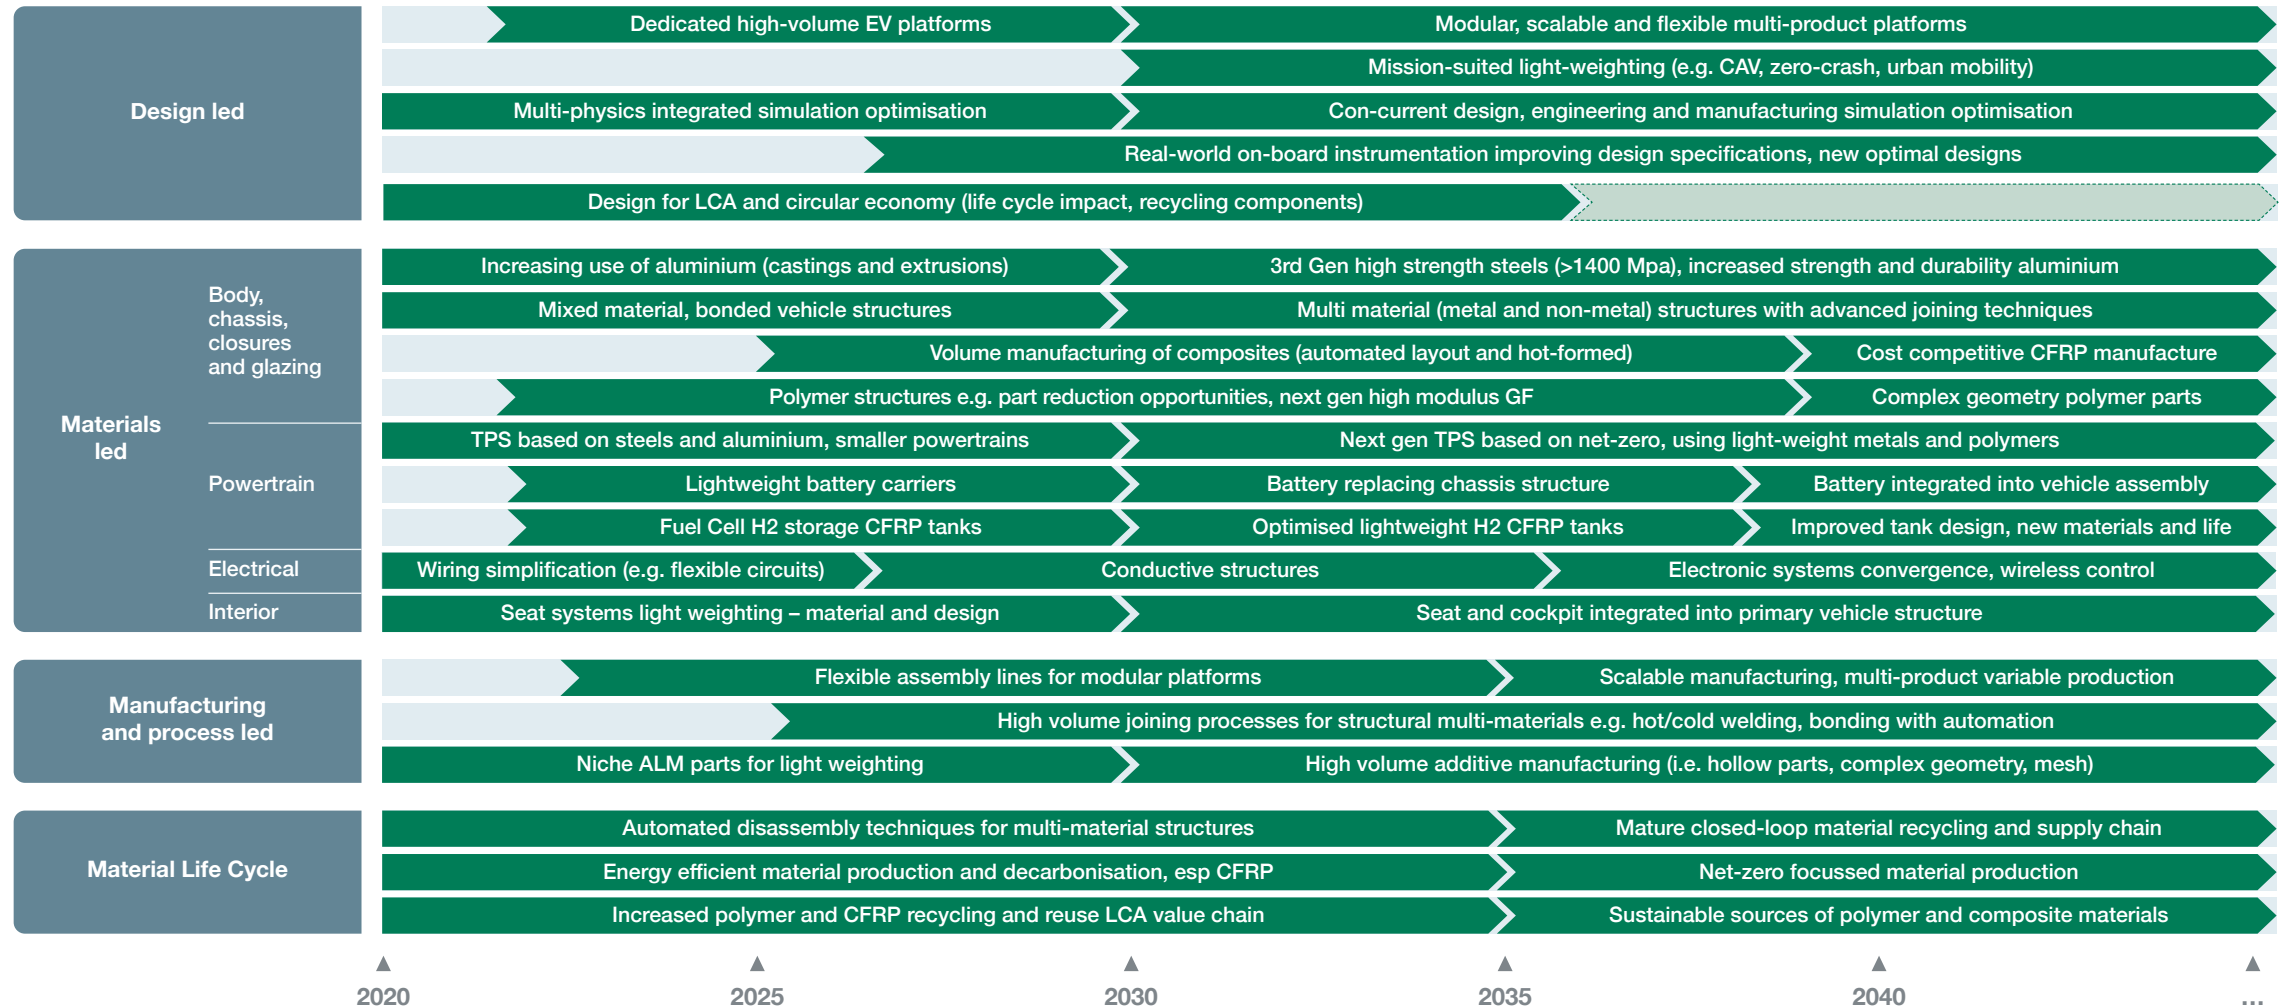 Design led
Dedicated high-volume EV platforms
Modular, scalable and flexible multi-product platforms
Mission-suited light-weighting (e.g. CAV, zero-crash, urban mobility)
Multi-physics integrated simulation optimisation
Con-current design, engineering and manufacturing simulation optimisation
Real-world on-board instrumentation improving design specifications, new optimal designs
Design for LCA and circular economy (life cycle impact, recycling components)
Materials
led
Body,
chassis,
closures
and glazing
Increasing use of aluminium (castings and extrusions)
3rd Gen high strength steels (>1400 Mpa), increased strength and durability aluminium
Mixed material, bonded vehicle structures
Multi material (metal and non-metal) structures with advanced joining techniques
Volume manufacturing of composites (automated layout and hot-formed)
Cost competitive CFRP manufacture
Polymer structures e.g. part reduction opportunities, next gen high modulus GF
Complex geometry polymer parts
Powertrain
TPS based on steels and aluminium, smaller powertrains
Next gen TPS based on net-zero, using light-weight metals and polymers
Lightweight battery carriers
Battery replacing chassis structure
Battery integrated into vehicle assembly
Fuel Cell H2 storage CFRP tanks
Optimised lightweight H2 CFRP tanks
Improved tank design, new materials and life
Electrical
Wiring simplification (e.g. flexible circuits)
Conductive structures
Electronic systems convergence, wireless control
Interior
Seat systems light weighting – material and design
Seat and cockpit integrated into primary vehicle structure
Manufacturing
and process led
Flexible assembly lines for modular platforms
Scalable manufacturing, multi-product variable production
High volume joining processes for structural multi-materials e.g. hot/cold welding, bonding with automation
Niche ALM parts for light weighting
High volume additive manufacturing (i.e. hollow parts, complex geometry, mesh)
Material Life Cycle
Automated disassembly techniques for multi-material structures
Mature closed-loop material recycling and supply chain
Energy efficient material production and decarbonisation, esp CFRP
Net-zero focussed material production
Increased polymer and CFRP recycling and reuse LCA value chain
Sustainable sources of polymer and composite materials
2020
2025
2030
2035
2040
...